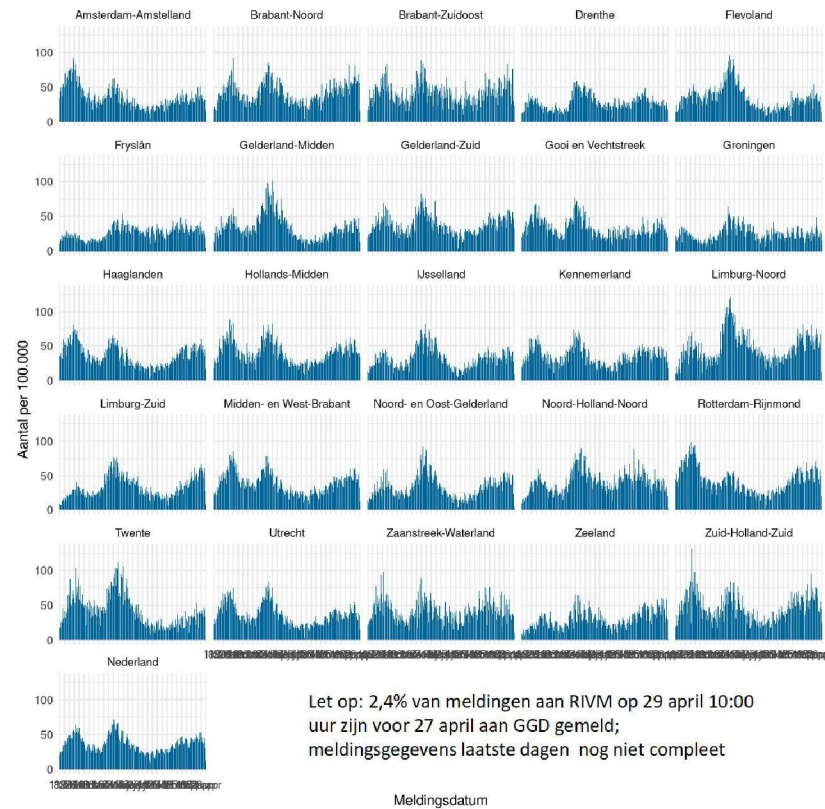 Amsterdam-Amstelland Brabant-Noord Brabant-Zuidoost Drenthe Flevoland
100
50
0
Fryslân Gelderland-Midden Gelderland-Zuid Gooi en Vechtstreek Groningen
100
50
0
Haaglanden Hollands-Midden IJsselland Kennemerland Limburg-Noord
100
50
0
Aantal per 100.000
Limburg-Zuid Midden- en West-Brabant Noord- en Oost-Gelderland Noord-Holland-Noord Rotterdam-Rijnmond
100
50
0
Twente Utrecht Zaanstreek-Waterland Zeeland Zuid-Holland-Zuid
100
50
0
Nederland
100
50
0
Let op: 2,4% van meldingen aan RIVM op 29 april 10:00
uur zijn voor 27 april aan GGD gemeld;
meldingsgegevens laatste dagen nog niet compleet
Meldingsdatum